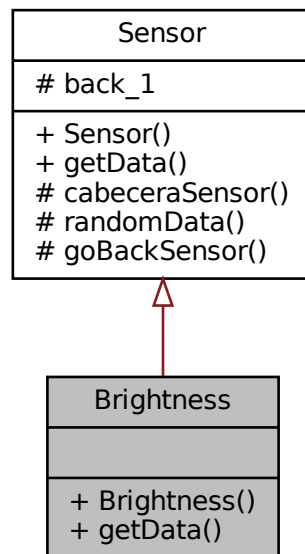 Sensor
# back_1
+ Sensor()
+ getData()
# cabeceraSensor()
# randomData()
# goBackSensor()
Brightness
+ Brightness()
+ getData()